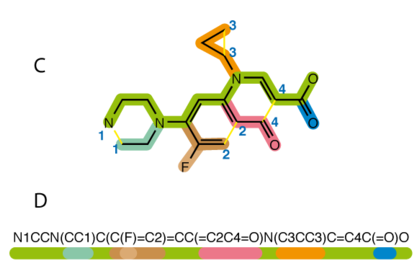 C
3
3
N
4
O
N
N
1
1
2
4
O
O
F
2
D
N1CCN(CC1)C(C(F)=C2)=CC(=C2C4=O)N(C3CC3)C=C4C(=O)O